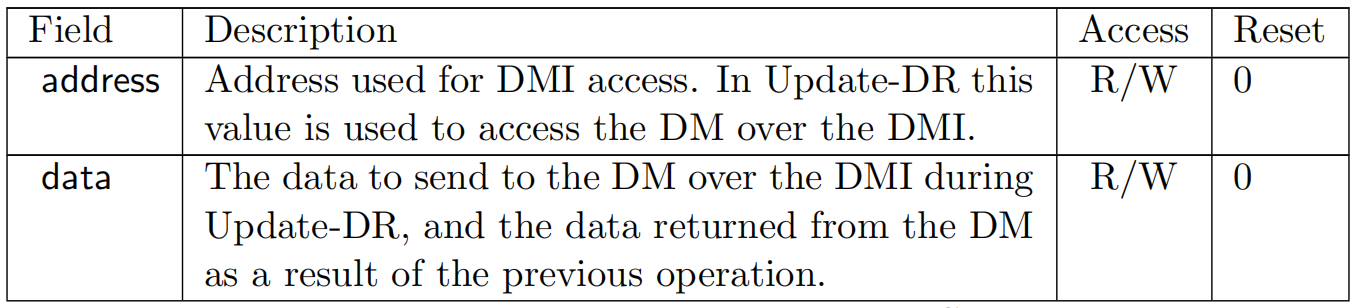 Field Description Access Reset
address Address used for DMI access. In Update-DR this R/W 0
value is used to access the DM over the DMI.
data The data to send to the DM over the DMI during R/W 0
Update-DR, and the data returned from the DM
as a result of the previous operation.